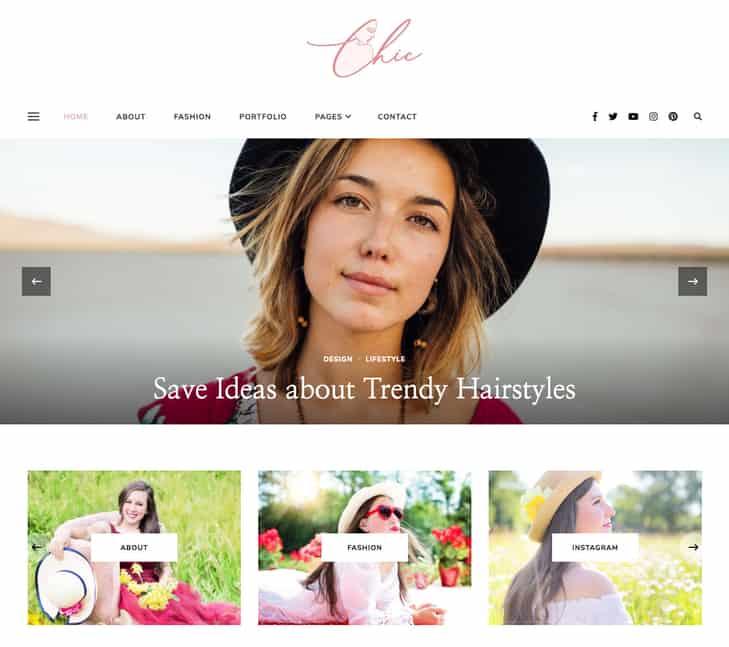 Chic
HOME ABOUT FASHION PORTFOLIO PAGES CONTACT
DESIGN · LIFESTYLE
Save Ideas about Trendy Hairstyles
ABOUT FASHION INSTAGRAM